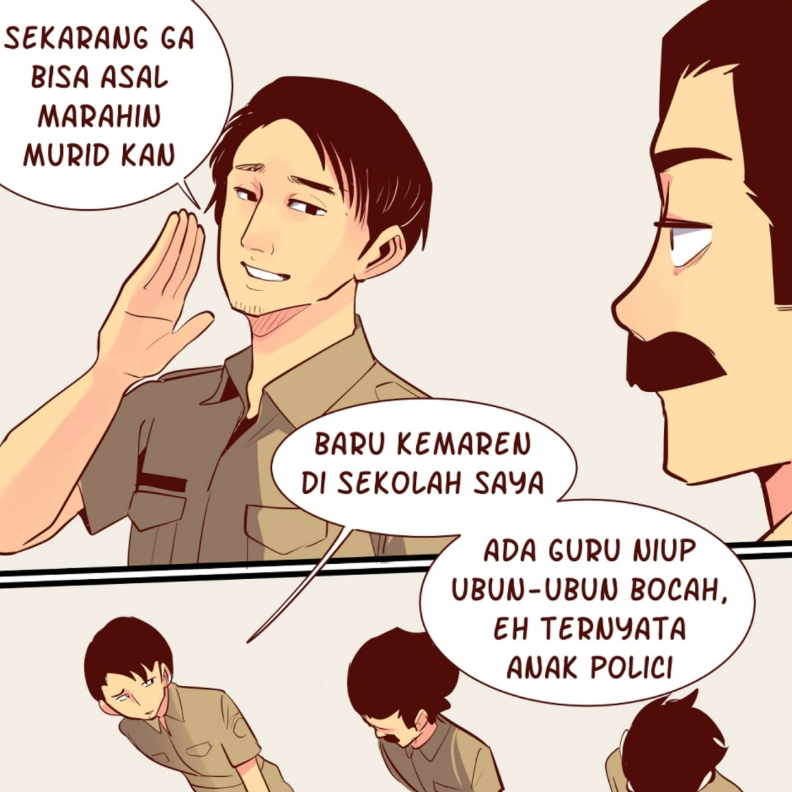 SEKARANG GA
BISA ASAL
MARAHIN
MURID KAN
BARU KEMAREN
DI SEKOLAH SAYA
ADA GURU NIUP
UBUN-UBUN BOCAH,
EH TERNYATA
ANAK POLICI